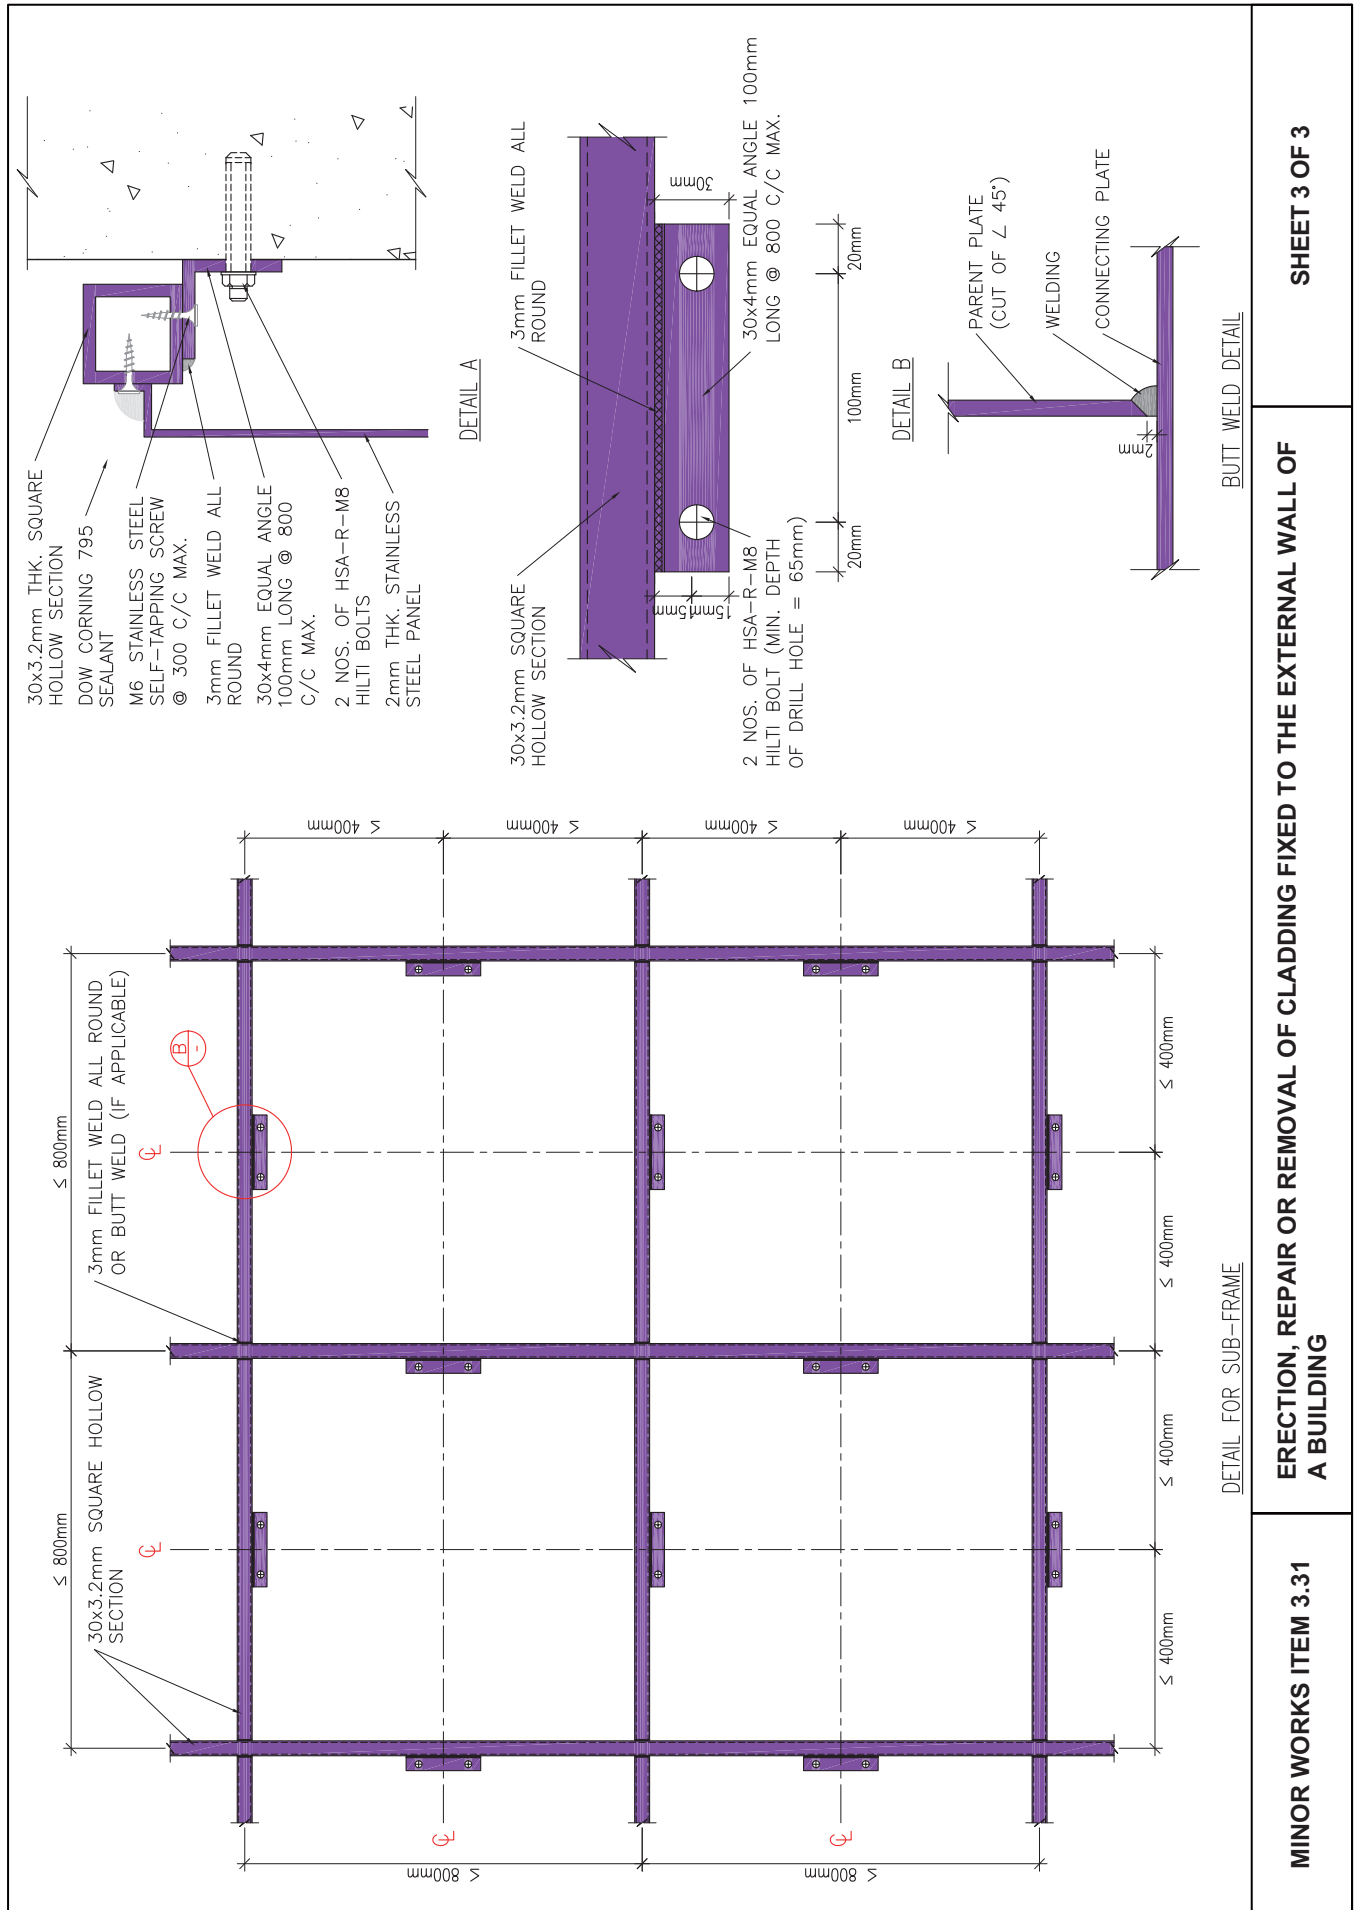 ≤ 800mm
≤ 800mm
30x3.2mm SQUARE HOLLOW
SECTION
3mm FILLET WELD ALL ROUND
OR BUTT WELD (IF APPLICABLE)
B
-
℄
℄
℄
℄
≤ 800mm
≤ 800mm
≤ 400mm
≤ 400mm
≤ 400mm
≤ 400mm
≤ 400mm
≤ 400mm
≤ 400mm
≤ 400mm
DETAIL FOR SUB-FRAME
30x3.2mm THK. SQUARE
HOLLOW SECTION
DOW CORNING 795
SEALANT
M6 STAINLESS STEEL
SELF-TAPPING SCREW
@ 300 C/C MAX.
3mm FILLET WELD ALL
ROUND
30x4mm EQUAL ANGLE
100mm LONG @ 800
C/C MAX.
2 NOS. OF HSA-R-M8
HILTI BOLTS
2mm THK. STAINLESS
STEEL PANEL
DETAIL A
30x3.2mm SQUARE
HOLLOW SECTION
3mm FILLET WELD ALL
ROUND
15mm
15mm
30mm
2 NOS. OF HSA-R-M8
HILTI BOLT (MIN. DEPTH
OF DRILL HOLE = 65mm)
30x4mm EQUAL ANGLE 100mm
LONG @ 800 C/C MAX.
20mm
100mm
20mm
DETAIL B
PARENT PLATE
(CUT OF ∠ 45°)
WELDING
CONNECTING PLATE
2mm
BUTT WELD DETAIL
MINOR WORKS ITEM 3.31
ERECTION, REPAIR OR REMOVAL OF CLADDING FIXED TO THE EXTERNAL WALL OF
A BUILDING
SHEET 3 OF 3